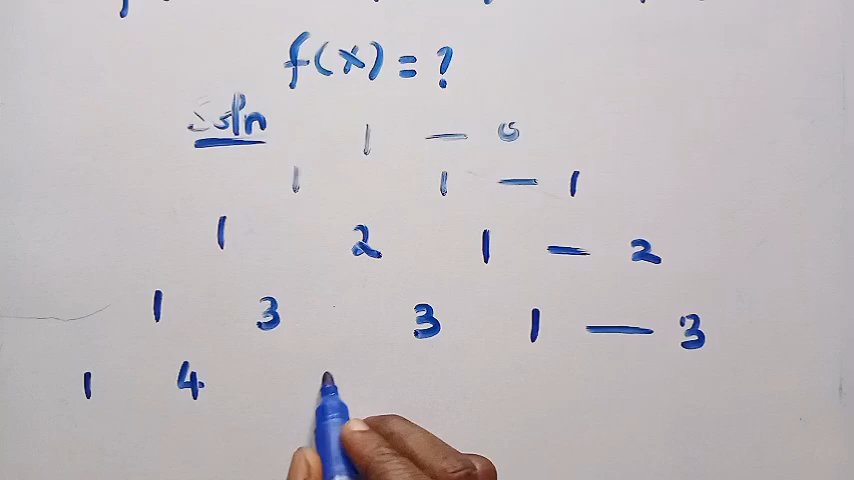 f(x) = ?
Soln
1 — 0
1 1 — 1
1 2 1 — 2
1 3 3 1 — 3
1 4